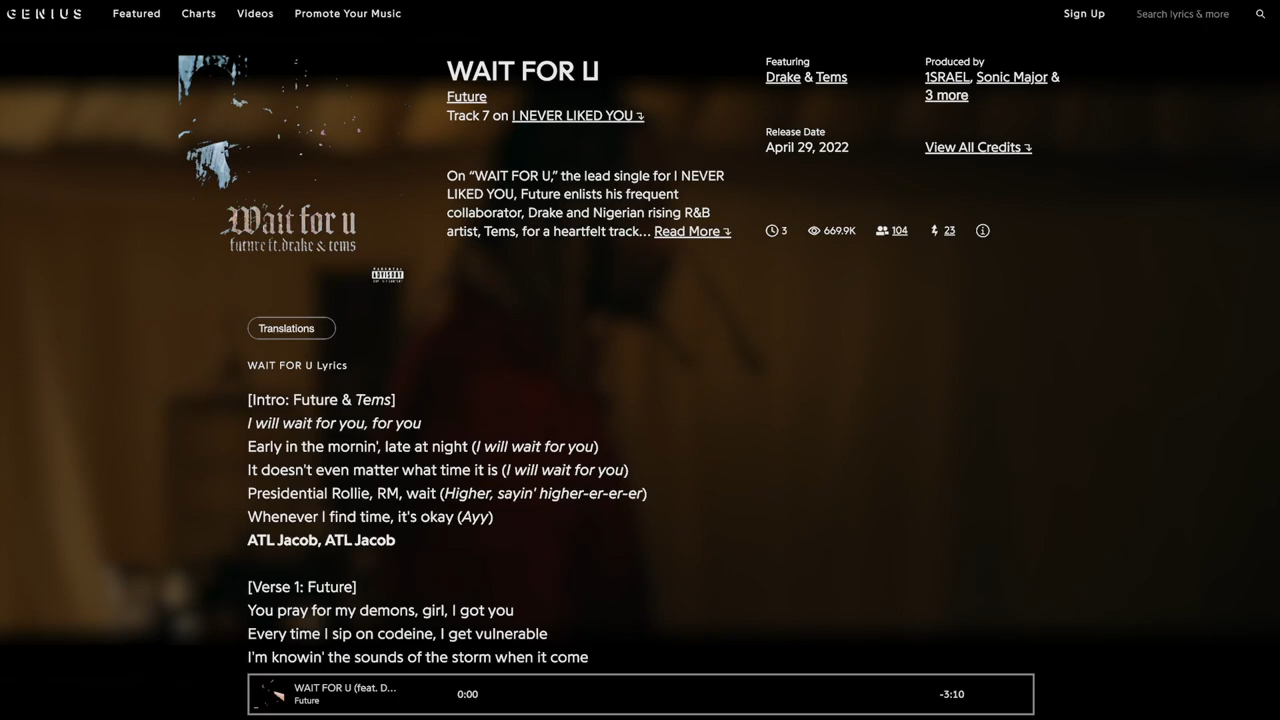 GENIUS
Featured
Charts
Videos
Promote Your Music
Sign Up
Search lyrics & more
Wait for u
future ft. drake & tems
PARENTAL
ADVISORY
WAIT FOR U
Future
Track 7 on I NEVER LIKED YOU
On “WAIT FOR U,” the lead single for I NEVER
LIKED YOU, Future enlists his frequent
collaborator, Drake and Nigerian rising R&B
artist, Tems, for a heartfelt track... Read More
Featuring
Drake & Tems
Produced by
1SRAEL, Sonic Major &
3 more
Release Date
April 29, 2022
View All Credits
3
669.9K
104
23
Translations
WAIT FOR U Lyrics
[Intro: Future & Tems]
I will wait for you, for you
Early in the mornin', late at night (I will wait for you)
It doesn't even matter what time it is (I will wait for you)
Presidential Rollie, RM, wait (Higher, sayin' higher-er-er-er)
Whenever I find time, it's okay (Ayy)
ATL Jacob, ATL Jacob
[Verse 1: Future]
You pray for my demons, girl, I got you
Every time I sip on codeine, I get vulnerable
I'm knowin' the sounds of the storm when it come
WAIT FOR U (feat. D...
Future
0:00
-3:10